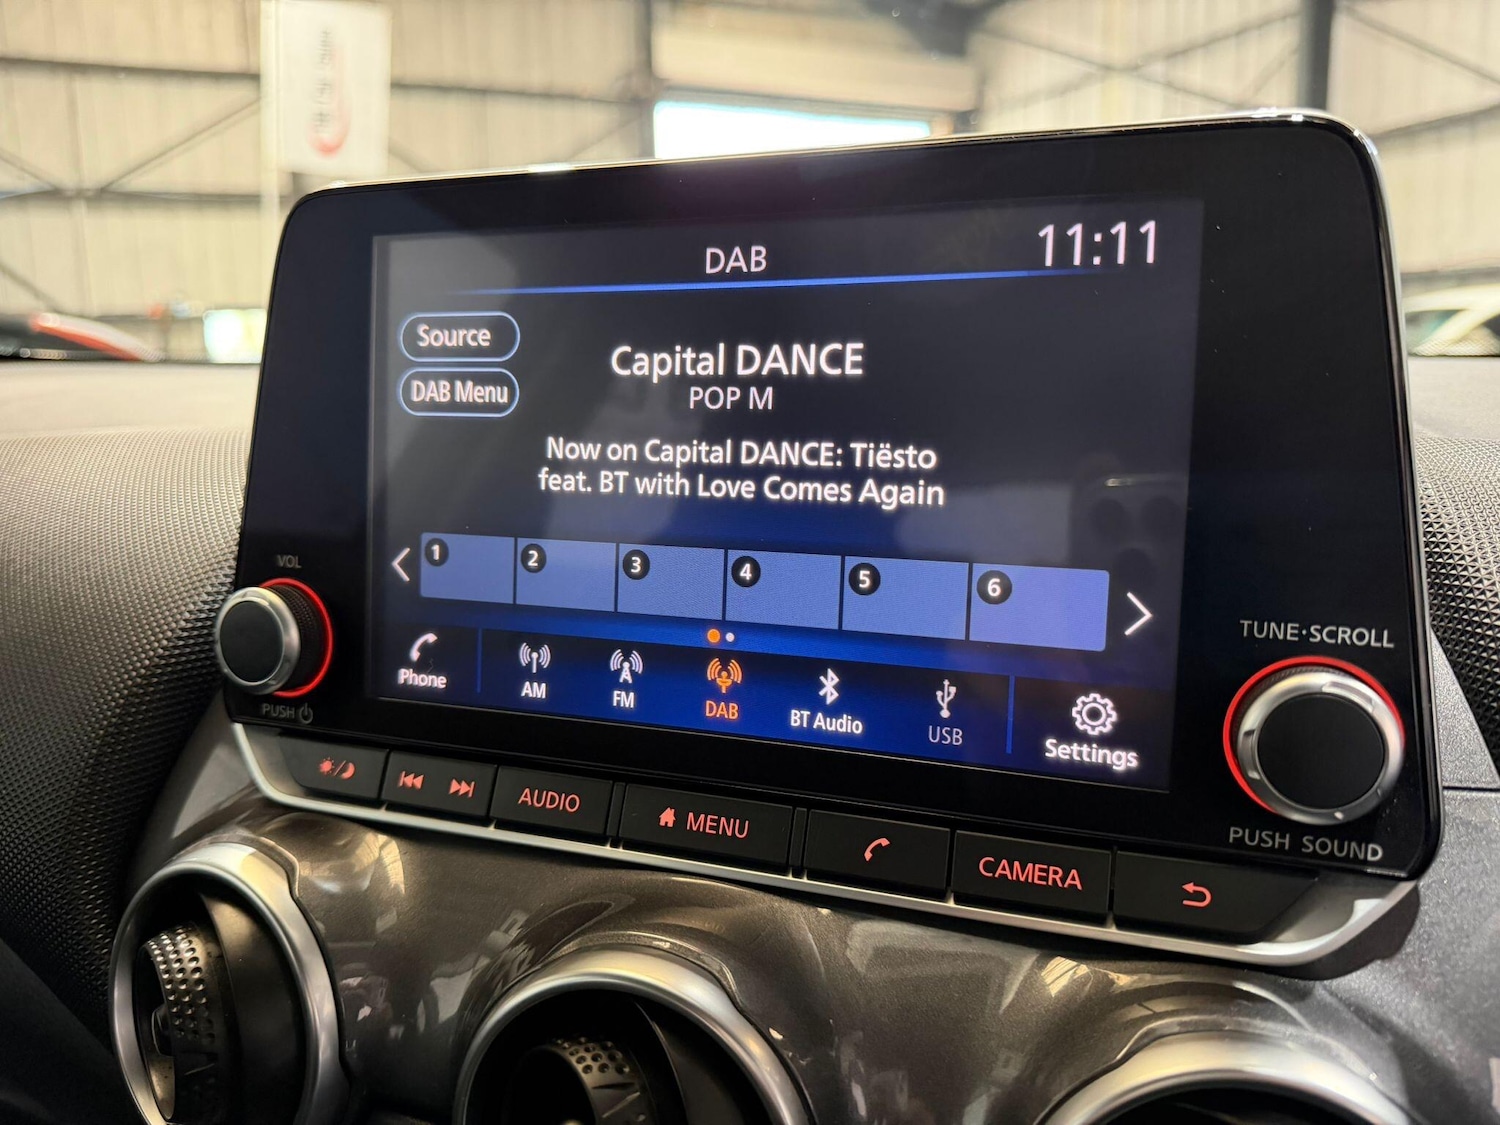 DAB
11:11
Source
DAB Menu
Capital DANCE
POP M
Now on Capital DANCE: Tiësto
feat. BT with Love Comes Again
1 2 3 4 5 6
Phone
AM
FM
DAB
BT Audio
USB
Settings
VOL
PUSH
TUNE·SCROLL
PUSH SOUND
AUDIO
MENU
CAMERA